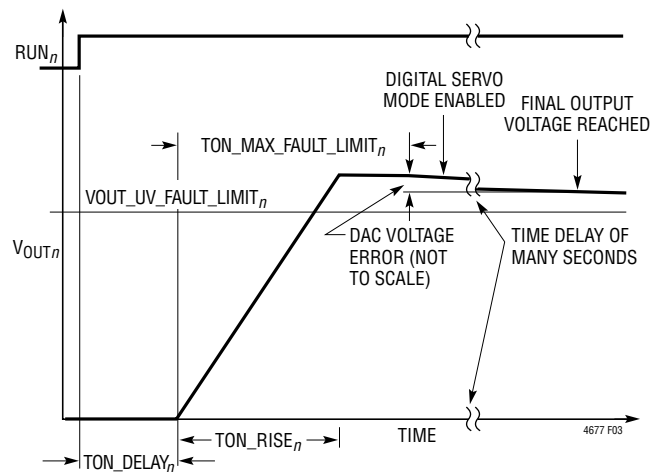 RUNn
DIGITAL SERVO
MODE ENABLED
FINAL OUTPUT
VOLTAGE REACHED
TON_MAX_FAULT_LIMITn
VOUT_UV_FAULT_LIMITn
VOUTn
DAC VOLTAGE
ERROR (NOT
TO SCALE)
TIME DELAY OF
MANY SECONDS
TON_RISEn
TIME
4677 F03
TON_DELAYn